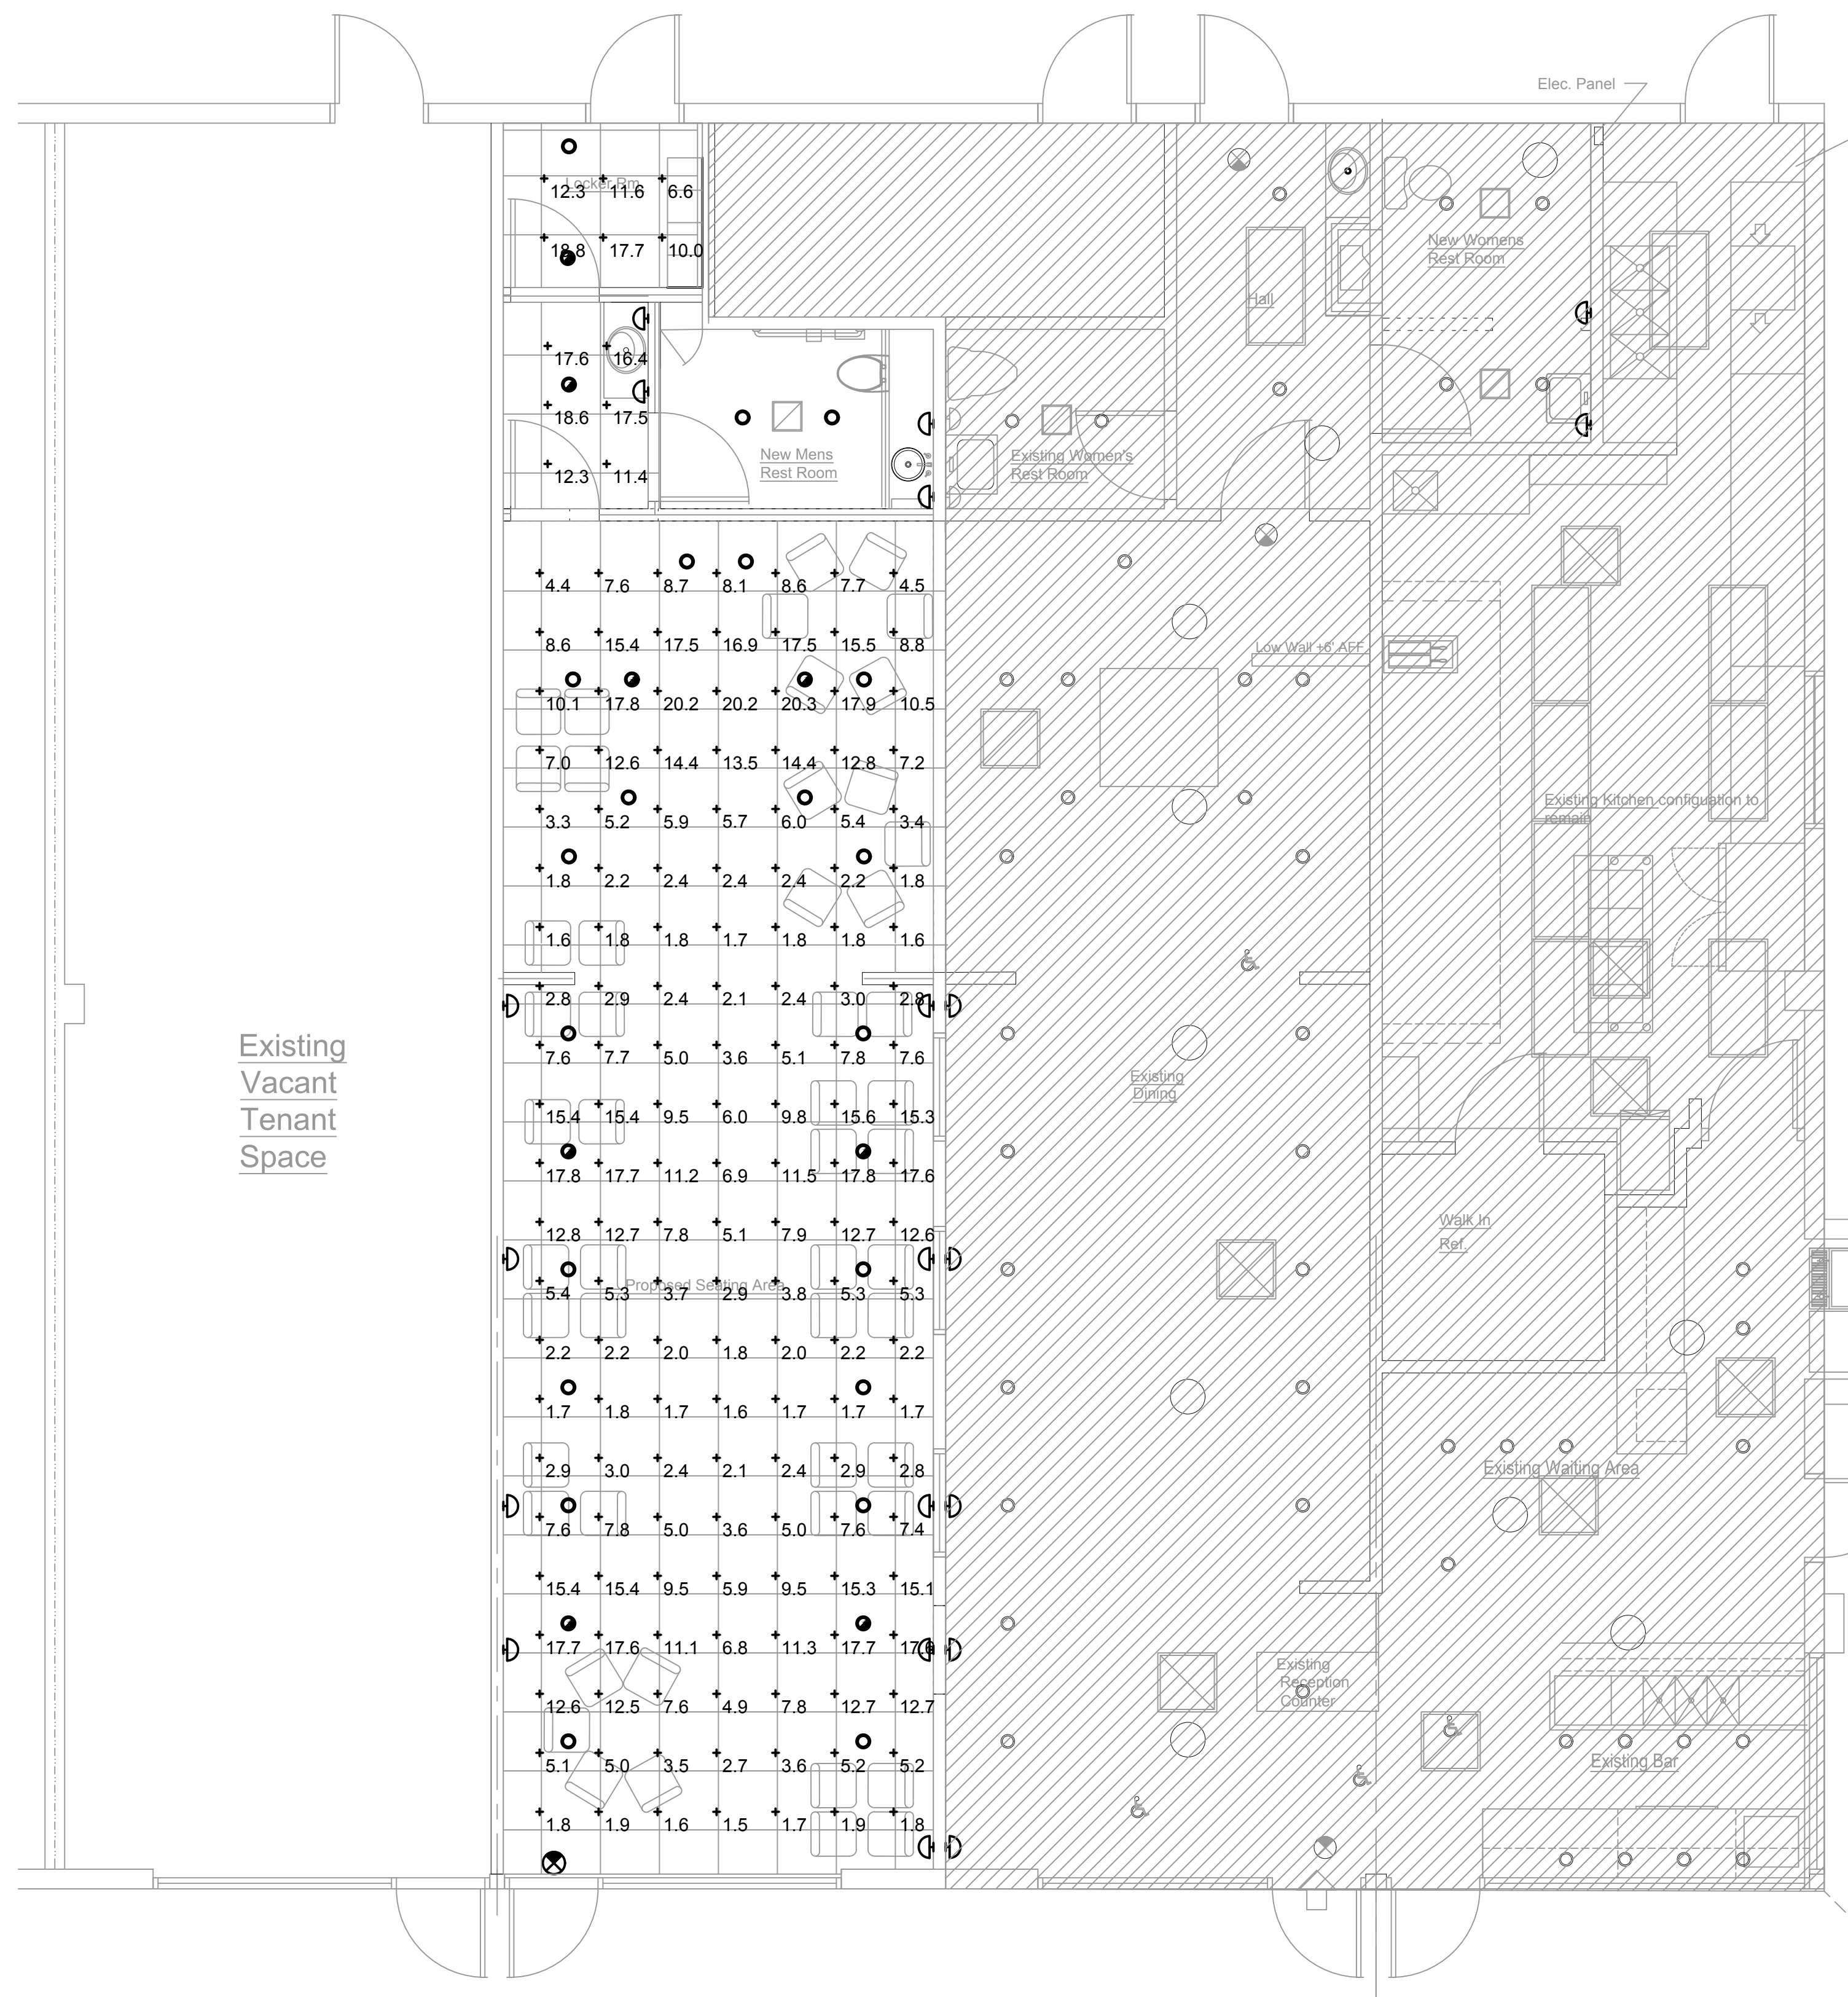 Elec. Panel
Locker Rm
12.3 11.6 6.6
18.8 17.7 10.0
New Womens
Rest Room
Hall
17.6 16.4
18.6 17.5
12.3 11.4
New Mens
Rest Room
Existing Women's
Rest Room
4.4 7.6 8.7 8.1 8.6 7.7 4.5
8.6 15.4 17.5 16.9 17.5 15.5 8.8
Low Wall +6' AFF
10.1 17.8 20.2 20.2 20.3 17.9 10.5
7.0 12.6 14.4 13.5 14.4 12.8 7.2
3.3 5.2 5.9 5.7 6.0 5.4 3.4
Existing Kitchen configuation to
remain
1.8 2.2 2.4 2.4 2.4 2.2 1.8
1.6 1.8 1.8 1.7 1.8 1.8 1.6
2.8 2.9 2.4 2.1 2.4 3.0 2.8
Existing
Vacant
Tenant
Space
7.6 7.7 5.0 3.6 5.1 7.8 7.6
Existing
Dining
15.4 15.4 9.5 6.0 9.8 15.6 15.3
17.8 17.7 11.2 6.9 11.5 17.8 17.6
12.8 12.7 7.8 5.1 7.9 12.7 12.6
Walk In
Ref.
Proposed Seating Area
5.4 5.3 3.7 2.9 3.8 5.3 5.3
2.2 2.2 2.0 1.8 2.0 2.2 2.2
1.7 1.8 1.7 1.6 1.7 1.7 1.7
2.9 3.0 2.4 2.1 2.4 2.9 2.8
Existing Waiting Area
7.6 7.8 5.0 3.6 5.0 7.6 7.4
15.4 15.4 9.5 5.9 9.5 15.3 15.1
17.7 17.6 11.1 6.8 11.3 17.7 17.6
Existing
Reception
Counter
12.6 12.5 7.6 4.9 7.8 12.7 12.7
5.1 5.0 3.5 2.7 3.6 5.2 5.2
Existing Bar
1.8 1.9 1.6 1.5 1.7 1.9 1.8